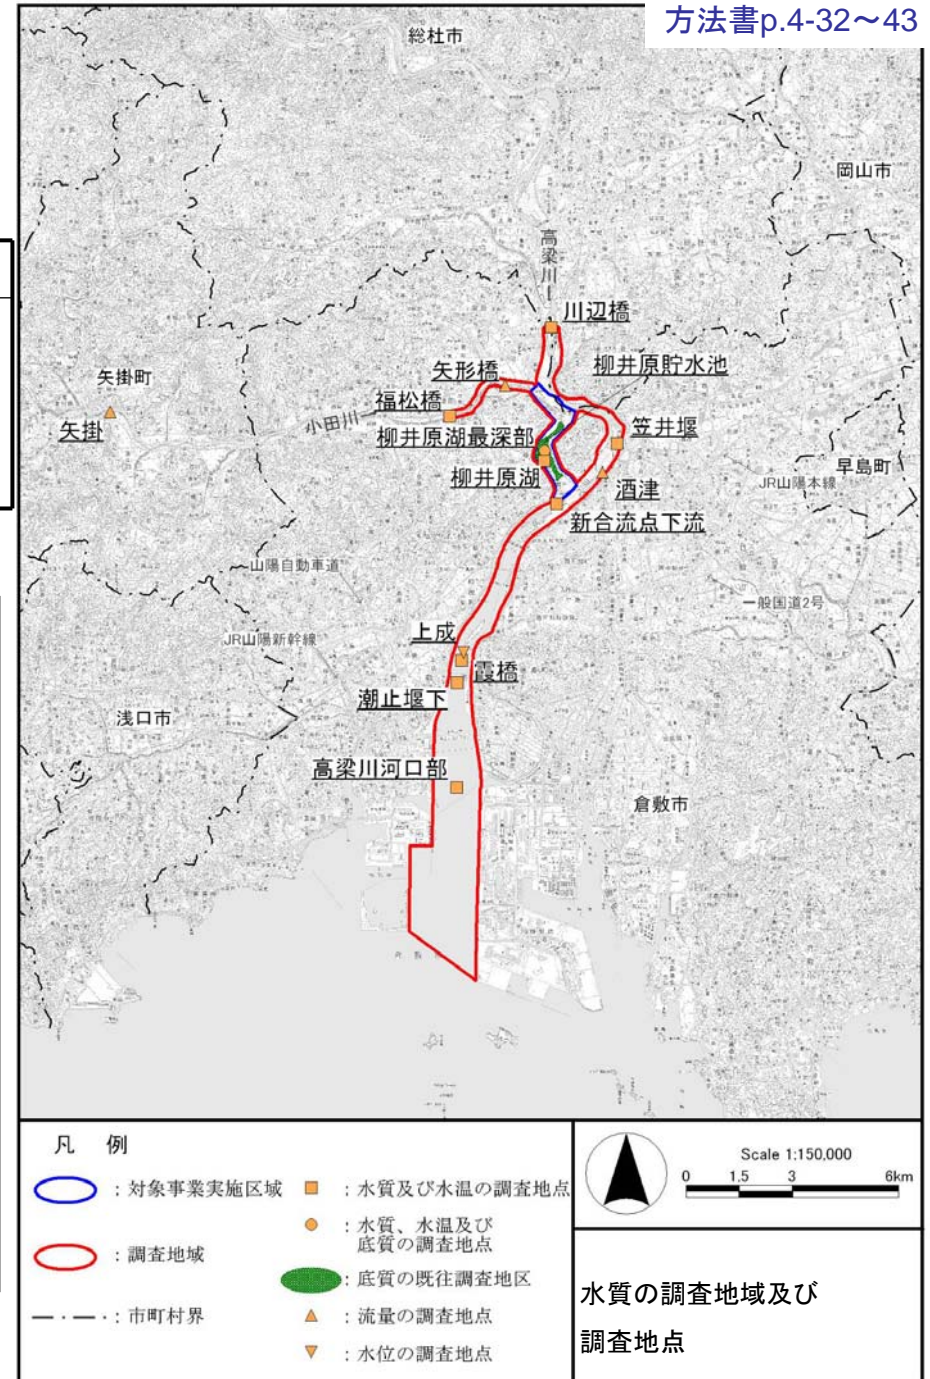 方法書p.4-32～43
総社市
岡山市
高梁川
川辺橋
矢形橋
柳井原貯水池
矢掛町
福松橋
小田川
矢掛
柳井原湖最深部
笠井堰
早島町
柳井原湖
酒津
JR山陽本線
新合流点下流
山陽自動車道
一般国道2号
上成
JR山陽新幹線
霞橋
潮止堰下
浅口市
高梁川河口部
倉敷市
凡 例
：対象事業実施区域
：水質及び水温の調査地点
：水質、水温及び
底質の調査地点
：調査地域
：底質の既往調査地区
：市町村界
：流量の調査地点
：水位の調査地点
Scale 1:150,000
0 1.5 3 6km
水質の調査地域及び
調査地点